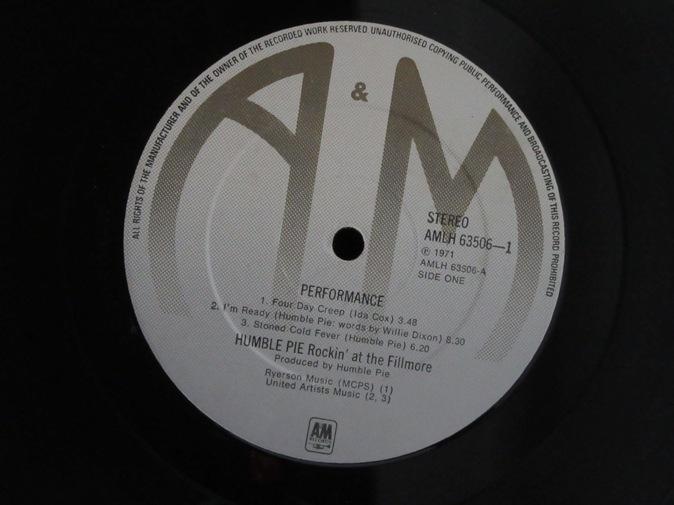 ALL RIGHTS OF THE MANUFACTURER AND OF THE OWNER OF THE RECORDED WORK RESERVED. UNAUTHORISED COPYING PUBLIC PERFORMANCE AND BROADCASTING OF THIS RECORD PROHIBITED
A & M
STEREO
AMLH 63506—1
℗ 1971
AMLH 63506-A
SIDE ONE
PERFORMANCE
1. Four Day Creep (Ida Cox) 3.48
2. I'm Ready (Humble Pie: words by Willie Dixon) 8.30
3. Stoned Cold Fever (Humble Pie) 6.20
HUMBLE PIE Rockin' at the Fillmore
Produced by Humble Pie
Ryerson Music (MCPS) (1)
United Artists Music (2, 3)
AM
RECORDS